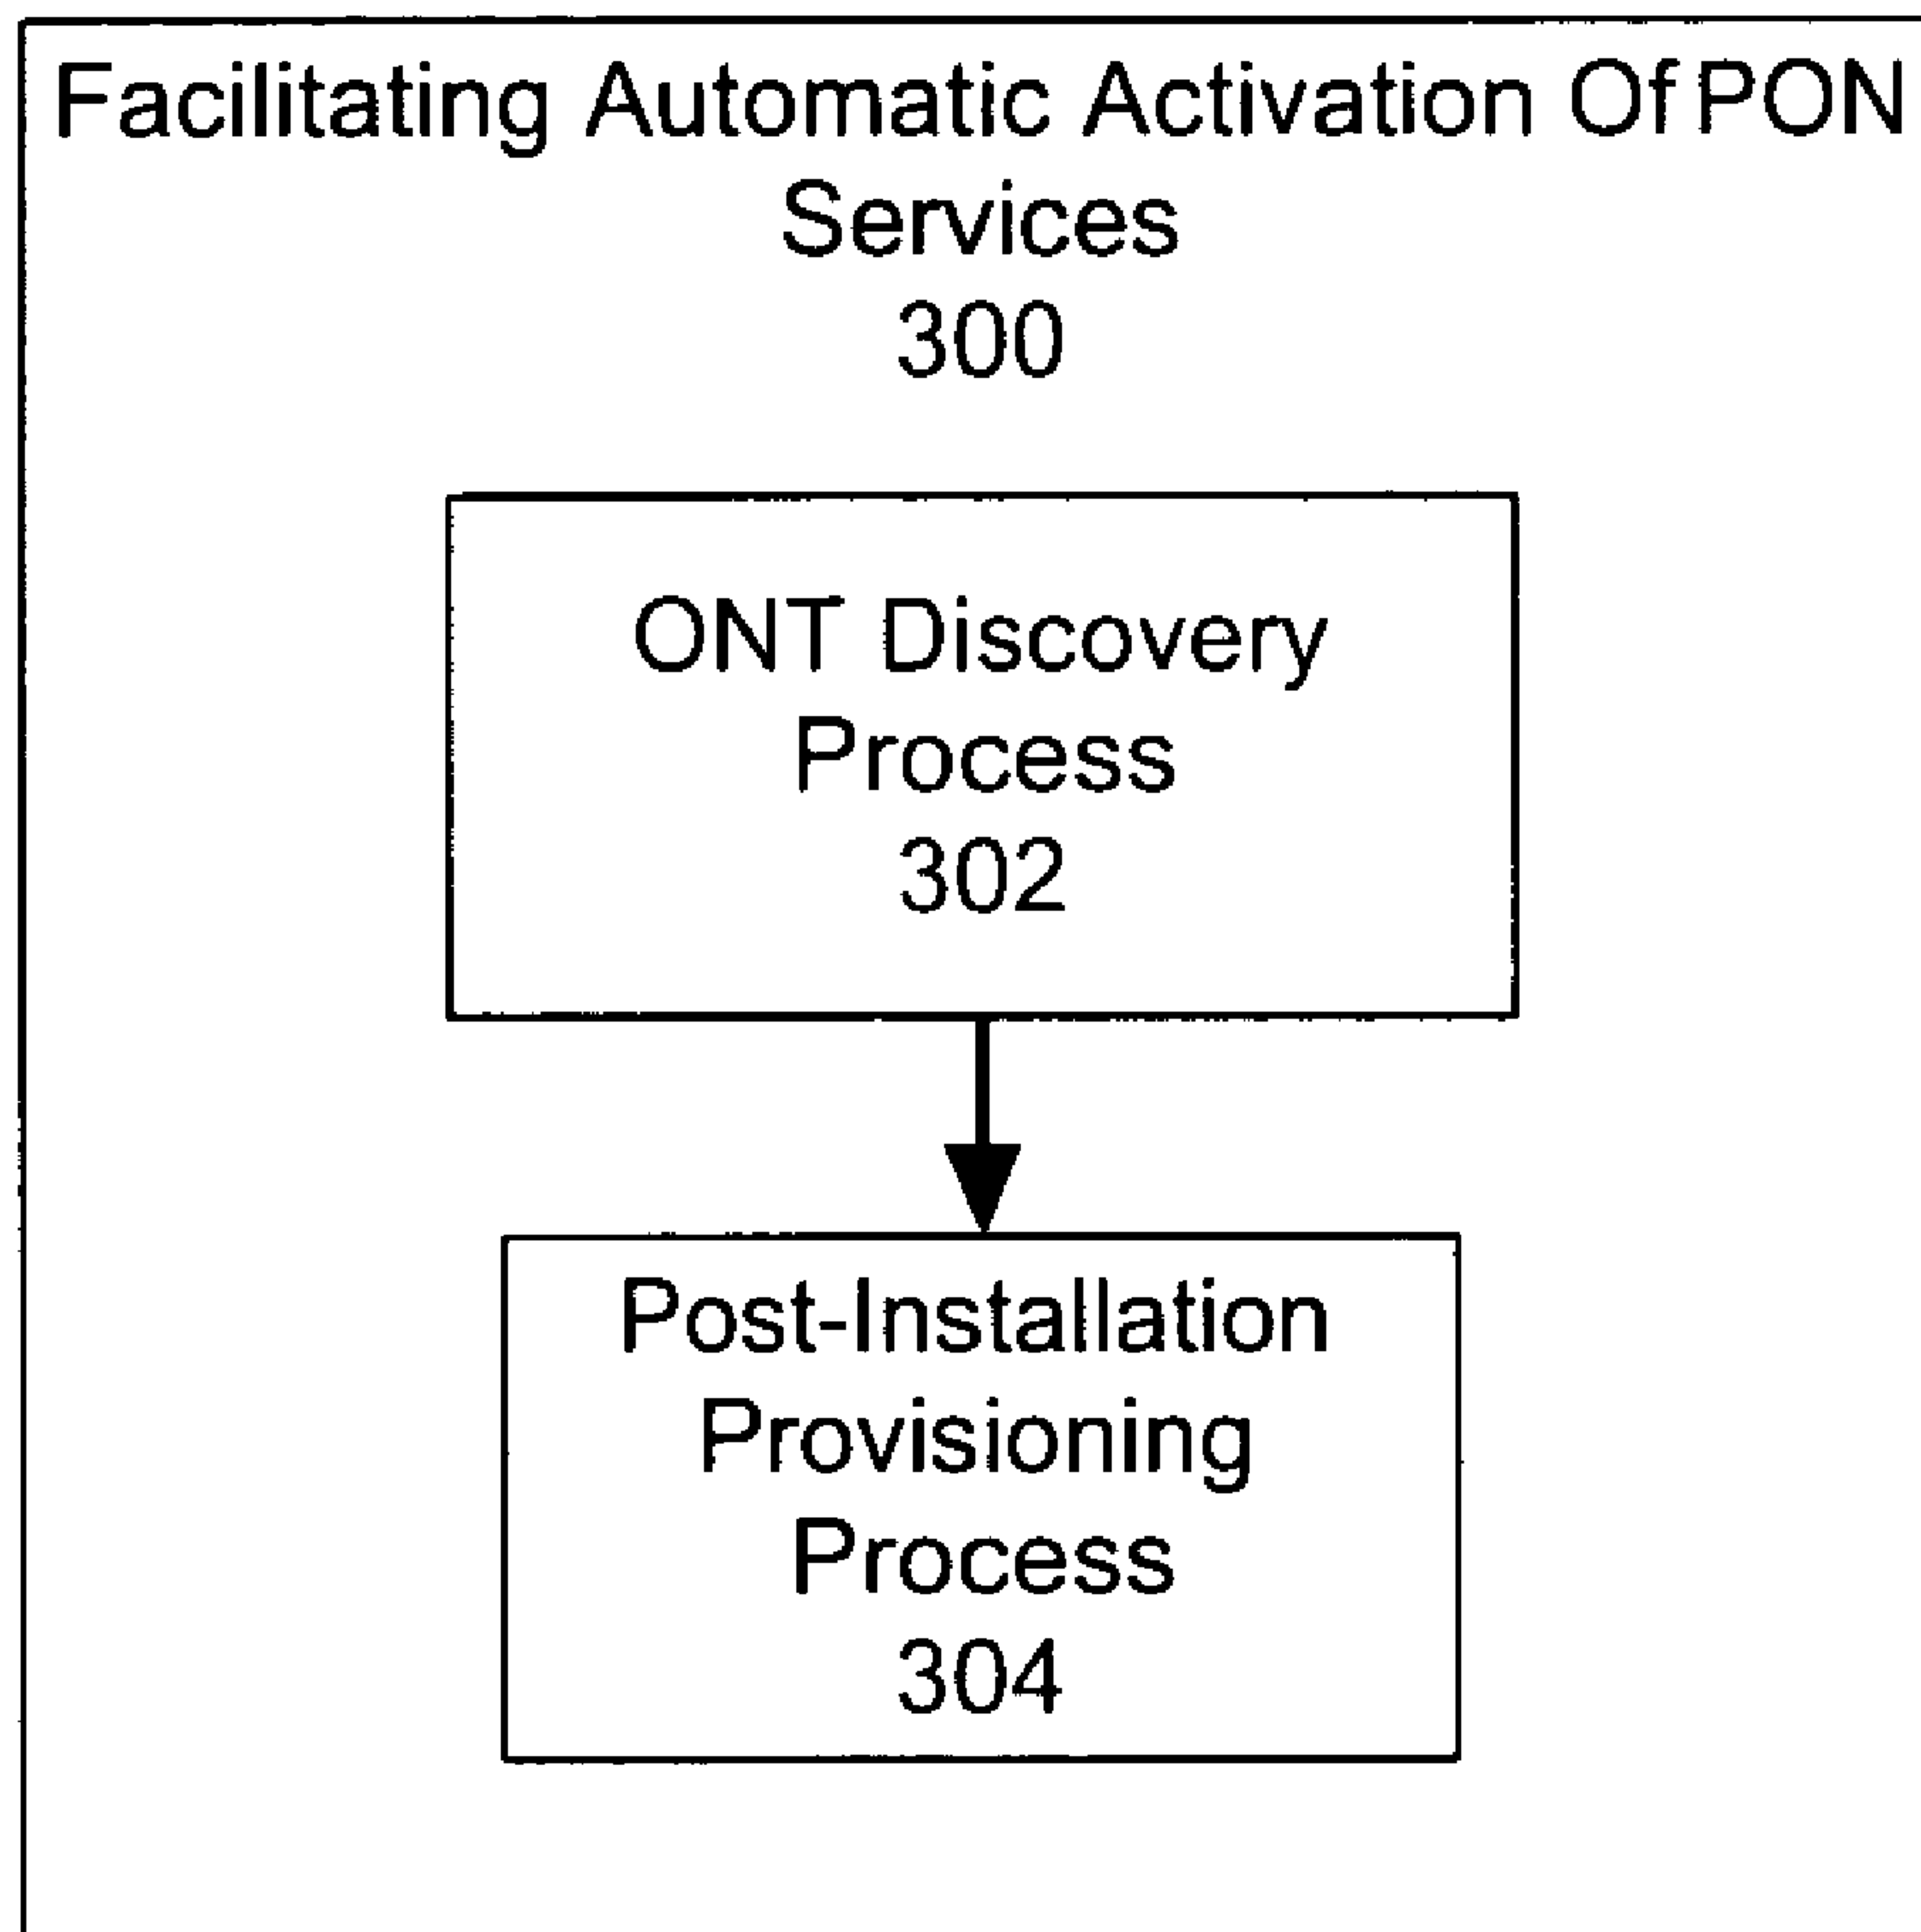 Facilitating Automatic Activation Of PON
Services
300
ONT Discovery
Process
302
Post-Installation
Provisioning
Process
304